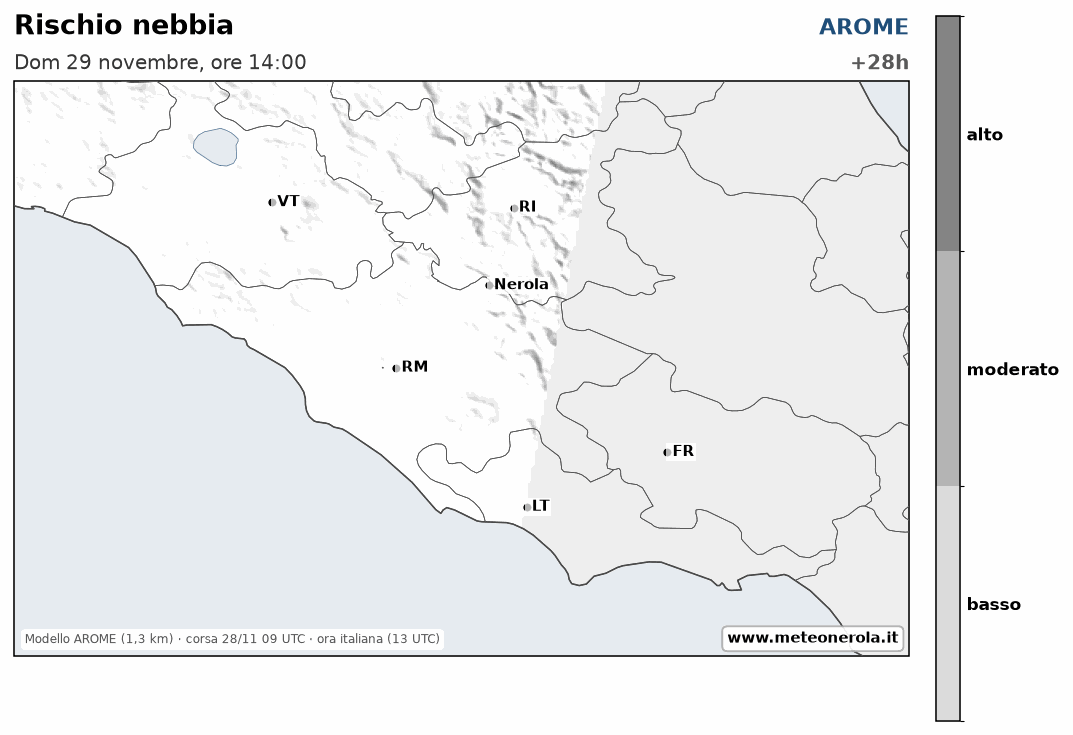 Rischio nebbia
AROME
Dom 29 novembre, ore 14:00
+28h
alto
VT
RI
Nerola
RM
moderato
FR
LT
basso
Modello AROME (1,3 km) · corsa 28/11 09 UTC · ora italiana (13 UTC)
www.meteonerola.it